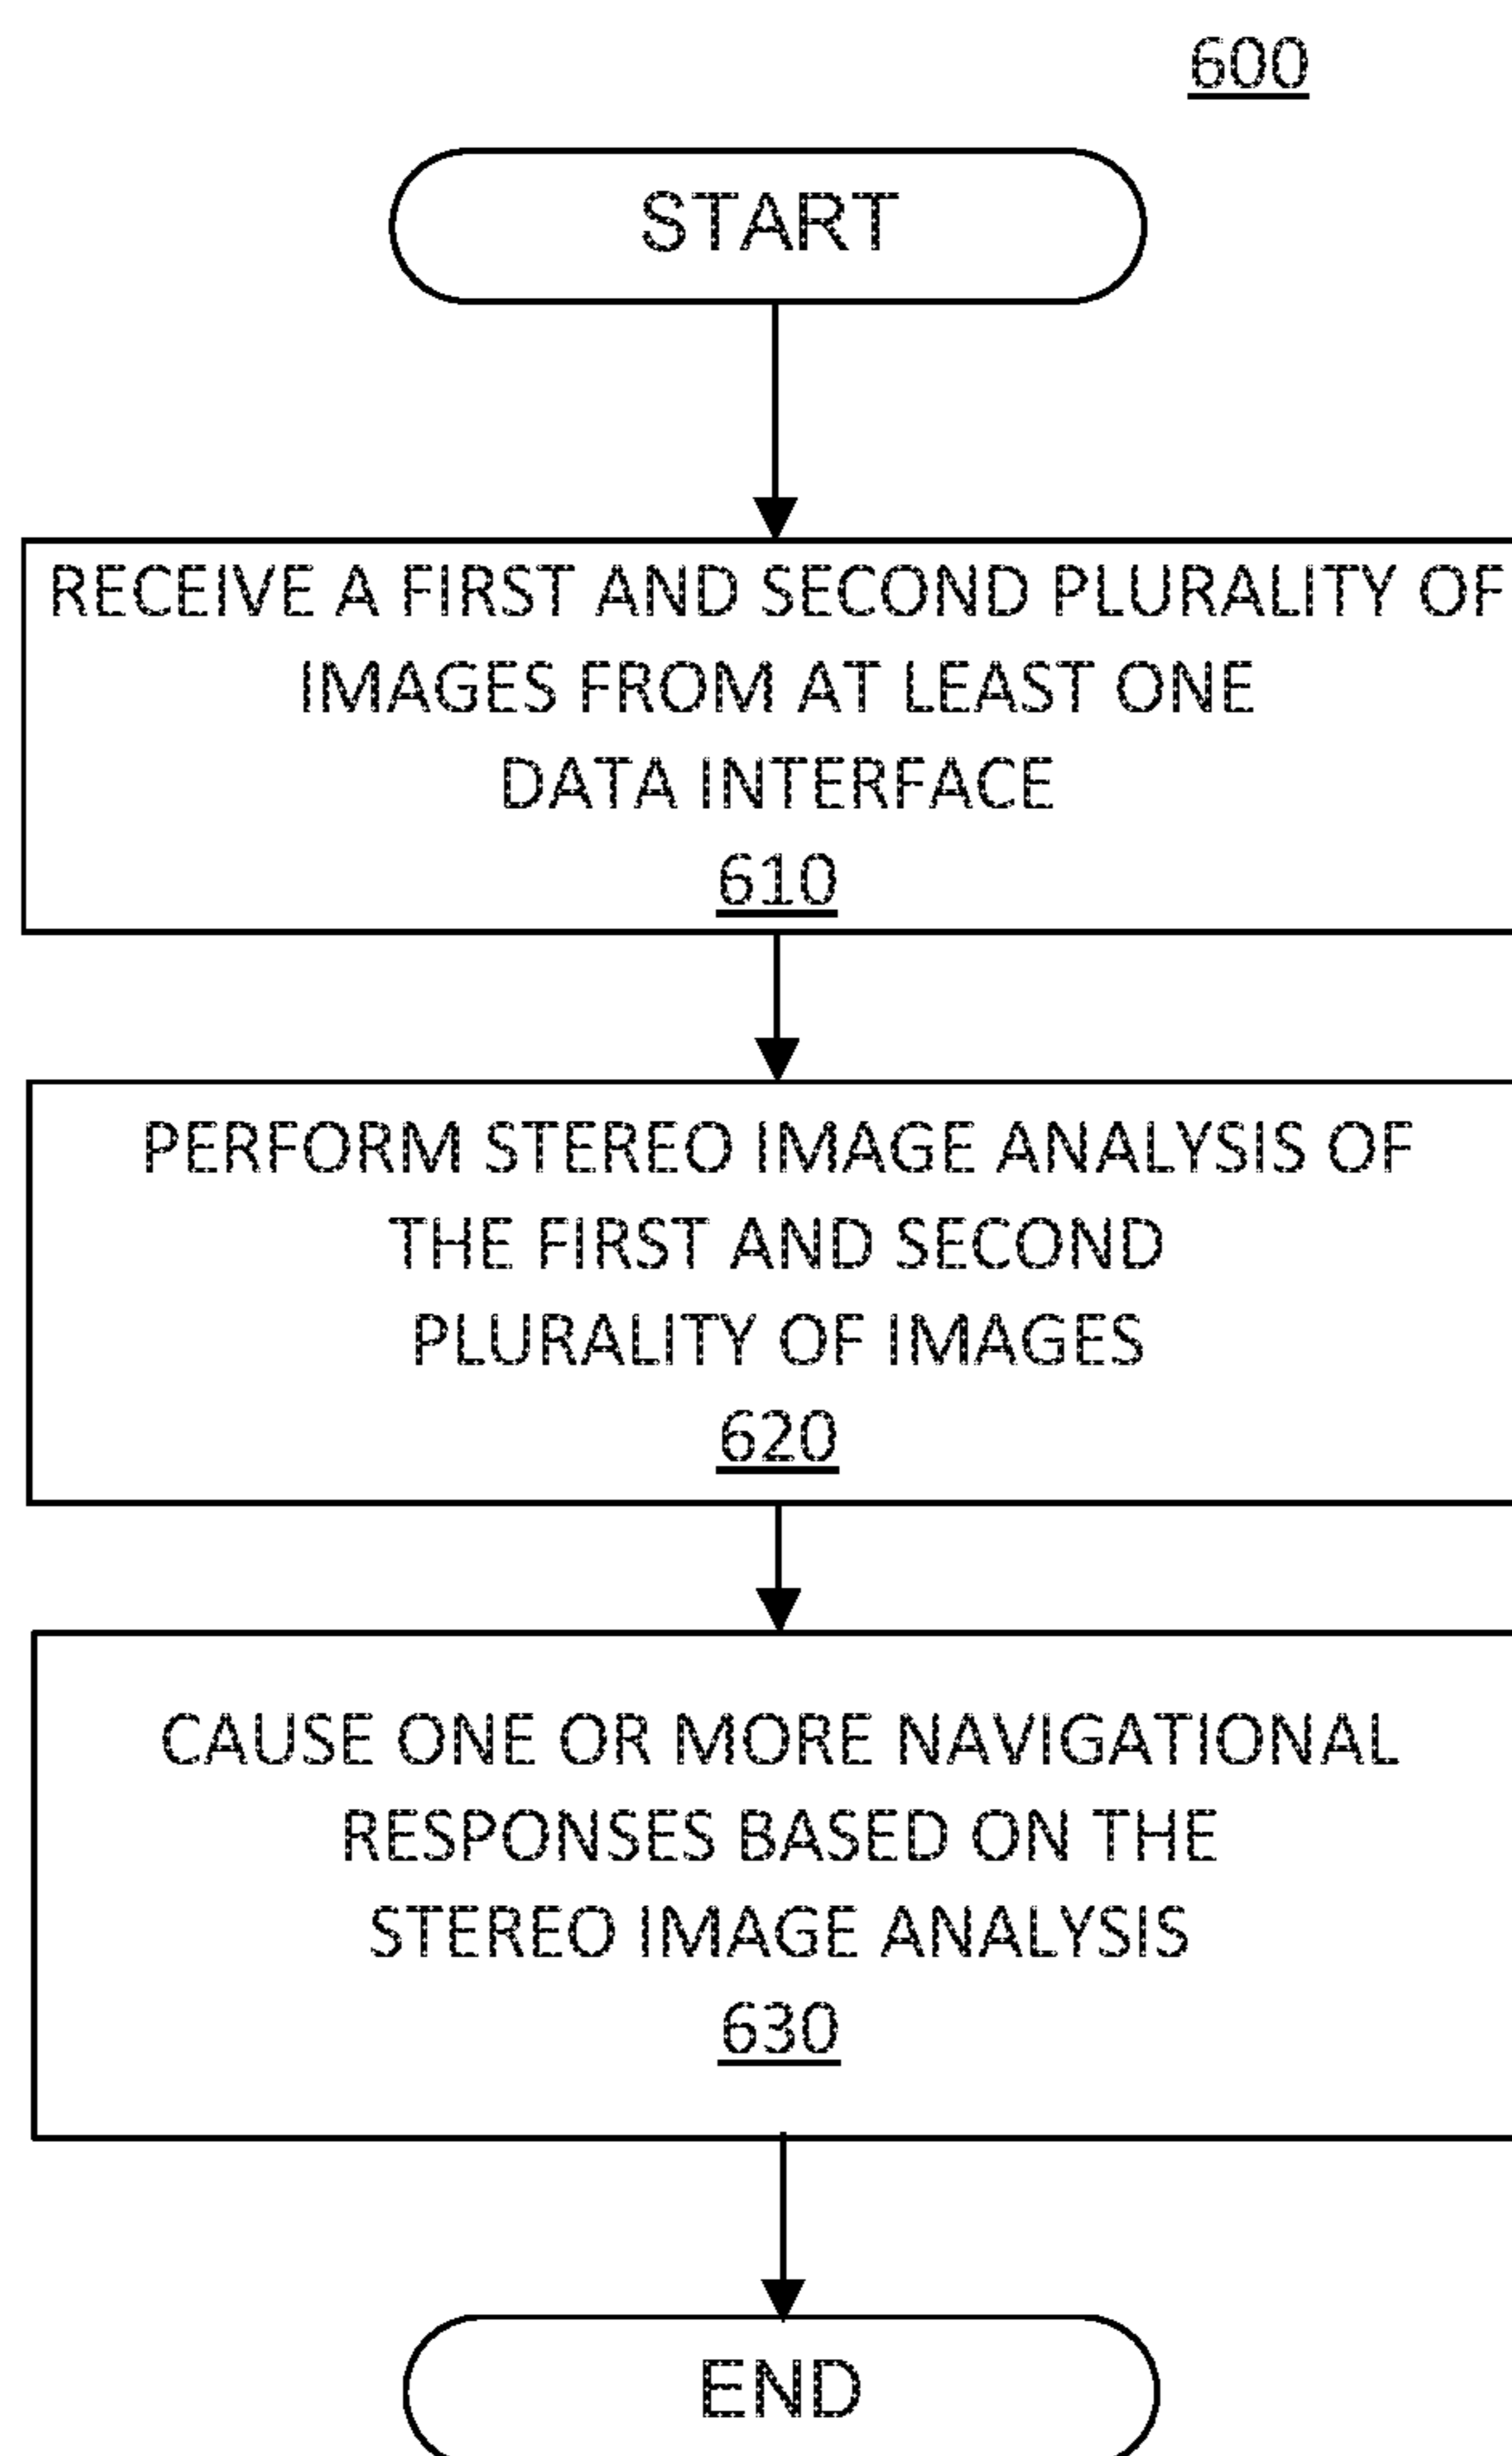 600
START
RECEIVE A FIRST AND SECOND PLURALITY OF
IMAGES FROM AT LEAST ONE
DATA INTERFACE
610
PERFORM STEREO IMAGE ANALYSIS OF
THE FIRST AND SECOND
PLURALITY OF IMAGES
620
CAUSE ONE OR MORE NAVIGATIONAL
RESPONSES BASED ON THE
STEREO IMAGE ANALYSIS
630
END